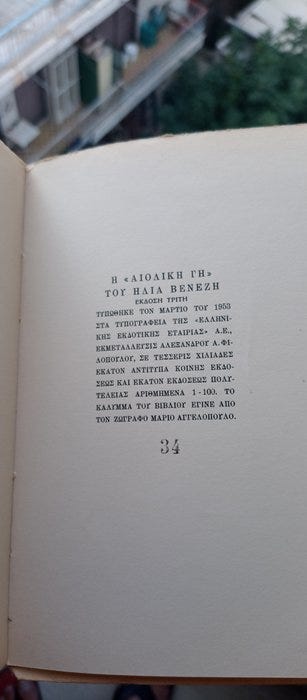 Η «ΑΙΟΛΙΚΗ ΓΗ»
ΤΟΥ ΗΛΙΑ ΒΕΝΕΖΗ
ΕΚΔΟΣΗ ΤΡΙΤΗ
ΤΥΠΩΘΗΚΕ ΤΟΝ ΜΑΡΤΙΟ ΤΟΥ 1953
ΣΤΑ ΤΥΠΟΓΡΑΦΕΙΑ ΤΗΣ «ΕΛΛΗΝΙ-
ΚΗΣ ΕΚΔΟΤΙΚΗΣ ΕΤΑΙΡΙΑΣ» Α.Ε.,
ΕΚΜΕΤΑΛΛΕΥΣΙΣ ΑΛΕΞΑΝΔΡΟΥ Α.ΦΙ-
ΛΟΠΟΥΛΟΥ, ΣΕ ΤΕΣΣΕΡΙΣ ΧΙΛΙΑΔΕΣ
ΕΚΑΤΟΝ ΑΝΤΙΤΥΠΑ ΚΟΙΝΗΣ ΕΚΔΟ-
ΣΕΩΣ ΚΑΙ ΕΚΑΤΟΝ ΕΚΔΟΣΕΩΣ ΠΟΛΥ-
ΤΕΛΕΙΑΣ ΑΡΙΘΜΗΜΕΝΑ 1-100. ΤΟ
ΚΑΛΥΜΜΑ ΤΟΥ ΒΙΒΛΙΟΥ ΕΓΙΝΕ ΑΠΟ
ΤΟΝ ΖΩΓΡΑΦΟ ΜΑΡΙΟ ΑΓΓΕΛΟΠΟΥΛΟ.
34